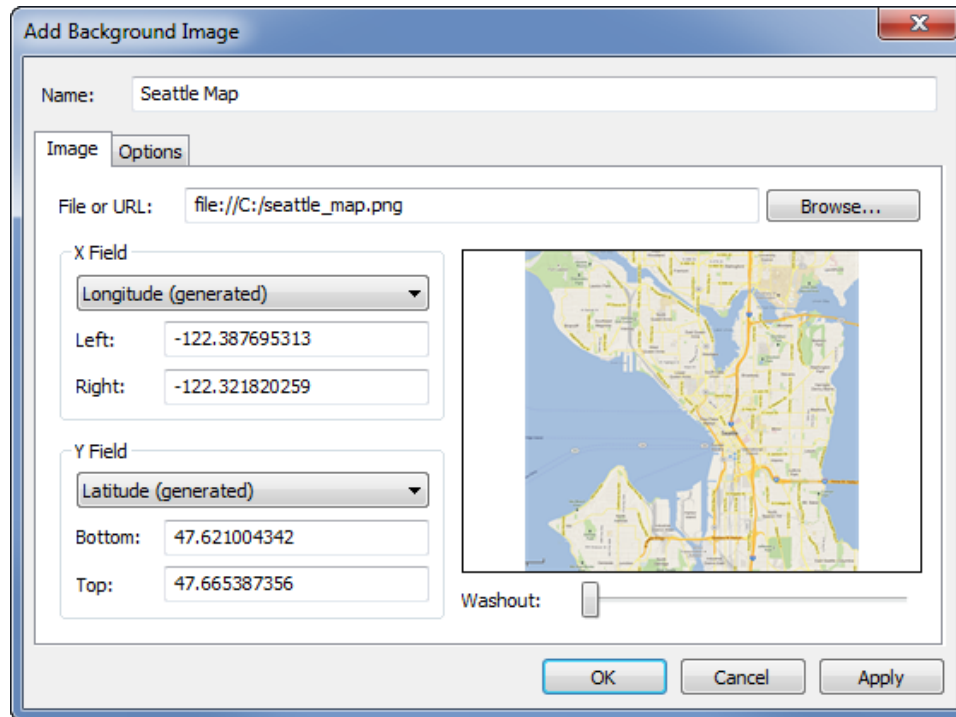 Add Background Image
Name: Seattle Map
Image Options
File or URL: file://C:/seattle_map.png Browse...
X Field
Longitude (generated)
Left: -122.387695313
Right: -122.321820259
Y Field
Latitude (generated)
Bottom: 47.621004342
Top: 47.665387356
Seattle
Washout:
OK Cancel Apply